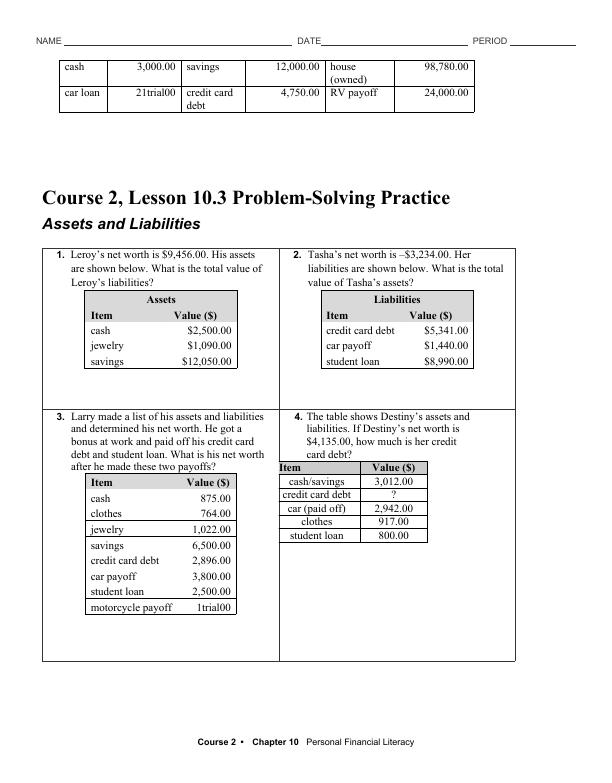 NAME DATE PERIOD
cash 3,000.00 savings 12,000.00 house
(owned) 98,780.00
car loan 21trial00 credit card
debt 4,750.00 RV payoff 24,000.00
Course 2, Lesson 10.3 Problem-Solving Practice
Assets and Liabilities
1. Leroy’s net worth is $9,456.00. His assets
are shown below. What is the total value of
Leroy’s liabilities?
Assets
Item Value ($)
cash $2,500.00
jewelry $1,090.00
savings $12,050.00
2. Tasha’s net worth is –$3,234.00. Her
liabilities are shown below. What is the total
value of Tasha’s assets?
Liabilities
Item Value ($)
credit card debt $5,341.00
car payoff $1,440.00
student loan $8,990.00
3. Larry made a list of his assets and liabilities
and determined his net worth. He got a
bonus at work and paid off his credit card
debt and student loan. What is his net worth
after he made these two payoffs?
Item Value ($)
cash 875.00
clothes 764.00
jewelry 1,022.00
savings 6,500.00
credit card debt 2,896.00
car payoff 3,800.00
student loan 2,500.00
motorcycle payoff 1trial00
4. The table shows Destiny’s assets and
liabilities. If Destiny’s net worth is
$4,135.00, how much is her credit
card debt?
Item Value ($)
cash/savings 3,012.00
credit card debt ?
car (paid off) 2,942.00
clothes 917.00
student loan 800.00
Course 2 • Chapter 10 Personal Financial Literacy